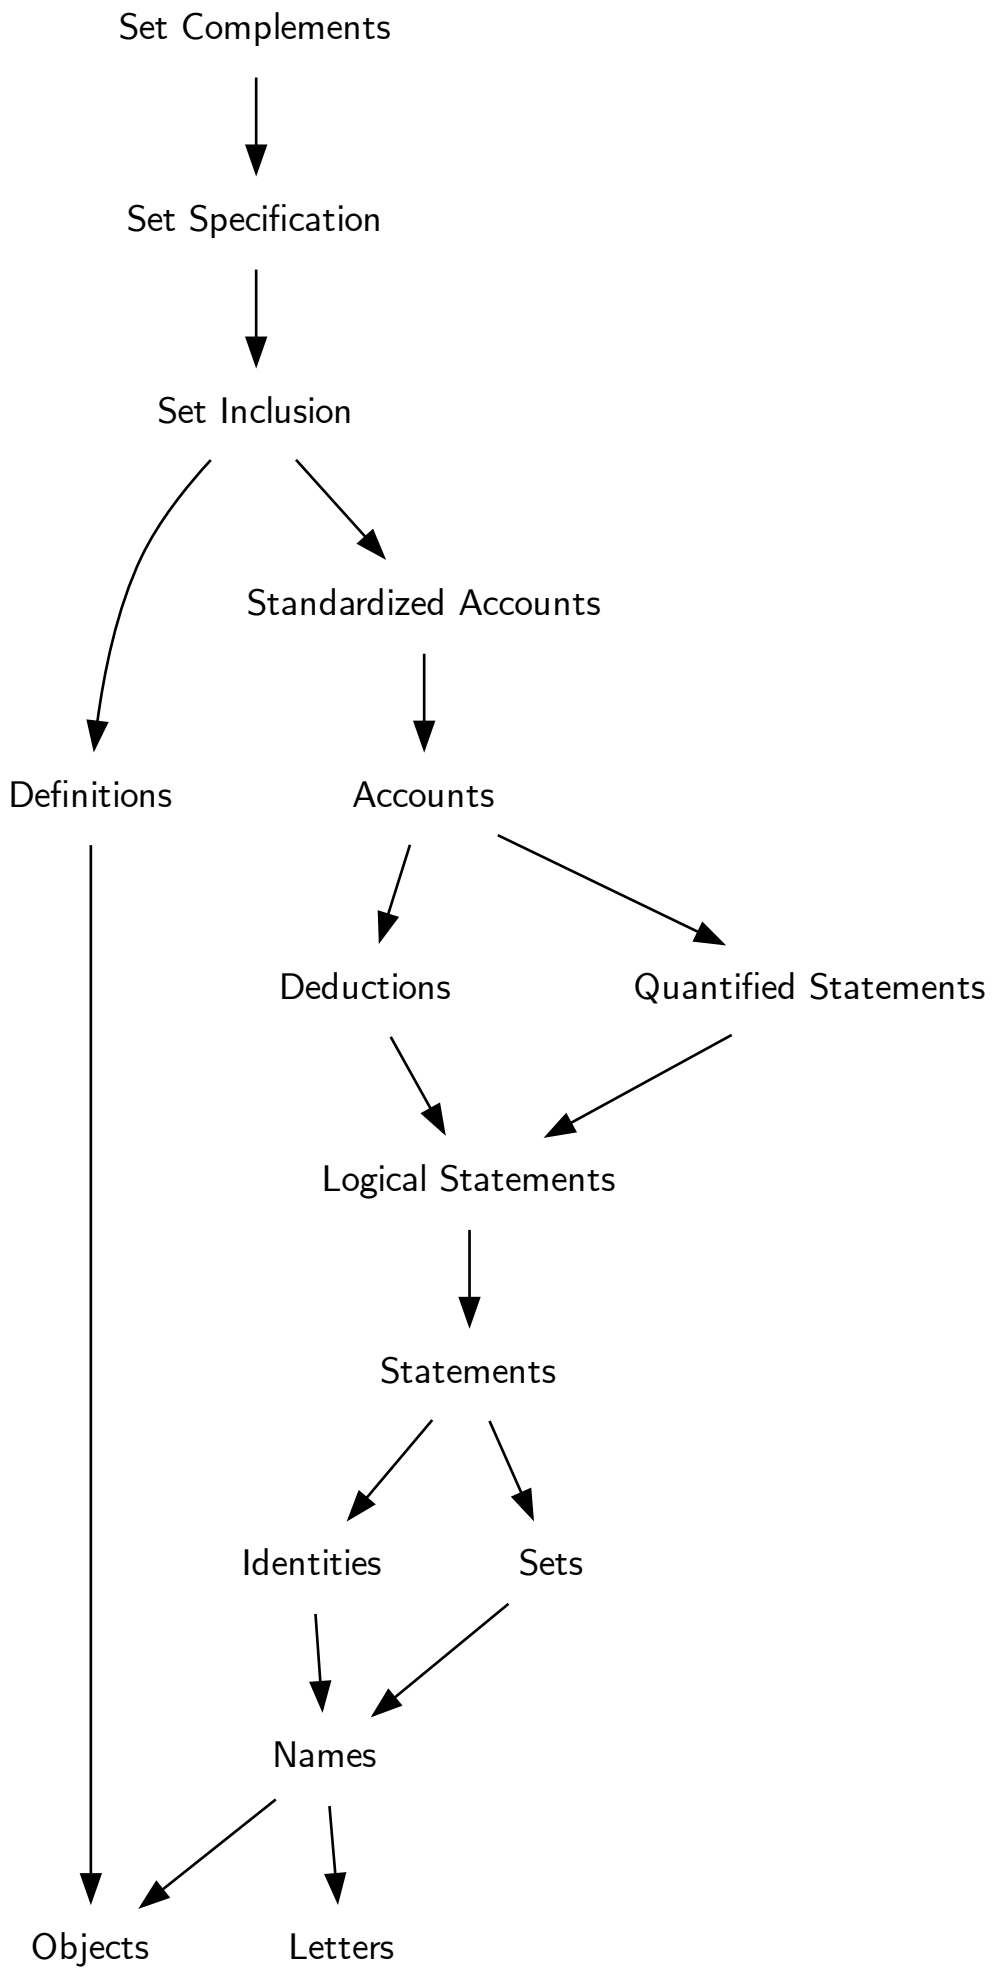 Set Complements
Set Specification
Set Inclusion
Standardized Accounts
Definitions
Accounts
Deductions
Quantified Statements
Logical Statements
Statements
Identities
Sets
Names
Objects
Letters